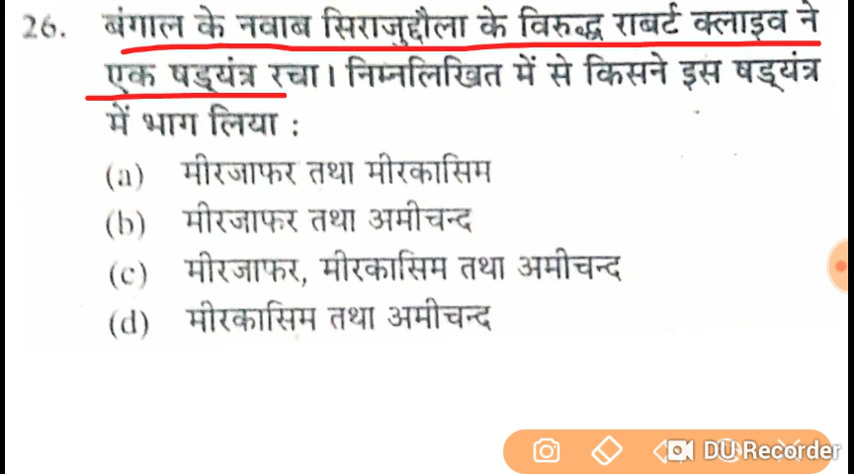 26. बंगाल के नवाब सिराजुद्दौला के विरुद्ध राबर्ट क्लाइव ने
एक षड्यंत्र रचा। निम्नलिखित में से किसने इस षड्यंत्र
में भाग लिया :
(a) मीरजाफर तथा मीरकासिम
(b) मीरजाफर तथा अमीचन्द
(c) मीरजाफर, मीरकासिम तथा अमीचन्द
(d) मीरकासिम तथा अमीचन्द
DU Recorder